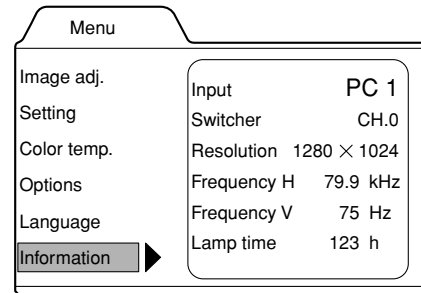 Menu
Image adj.
Setting
Color temp.
Options
Language
Information
Input PC 1
Switcher CH.0
Resolution 1280 × 1024
Frequency H 79.9 kHz
Frequency V 75 Hz
Lamp time 123 h